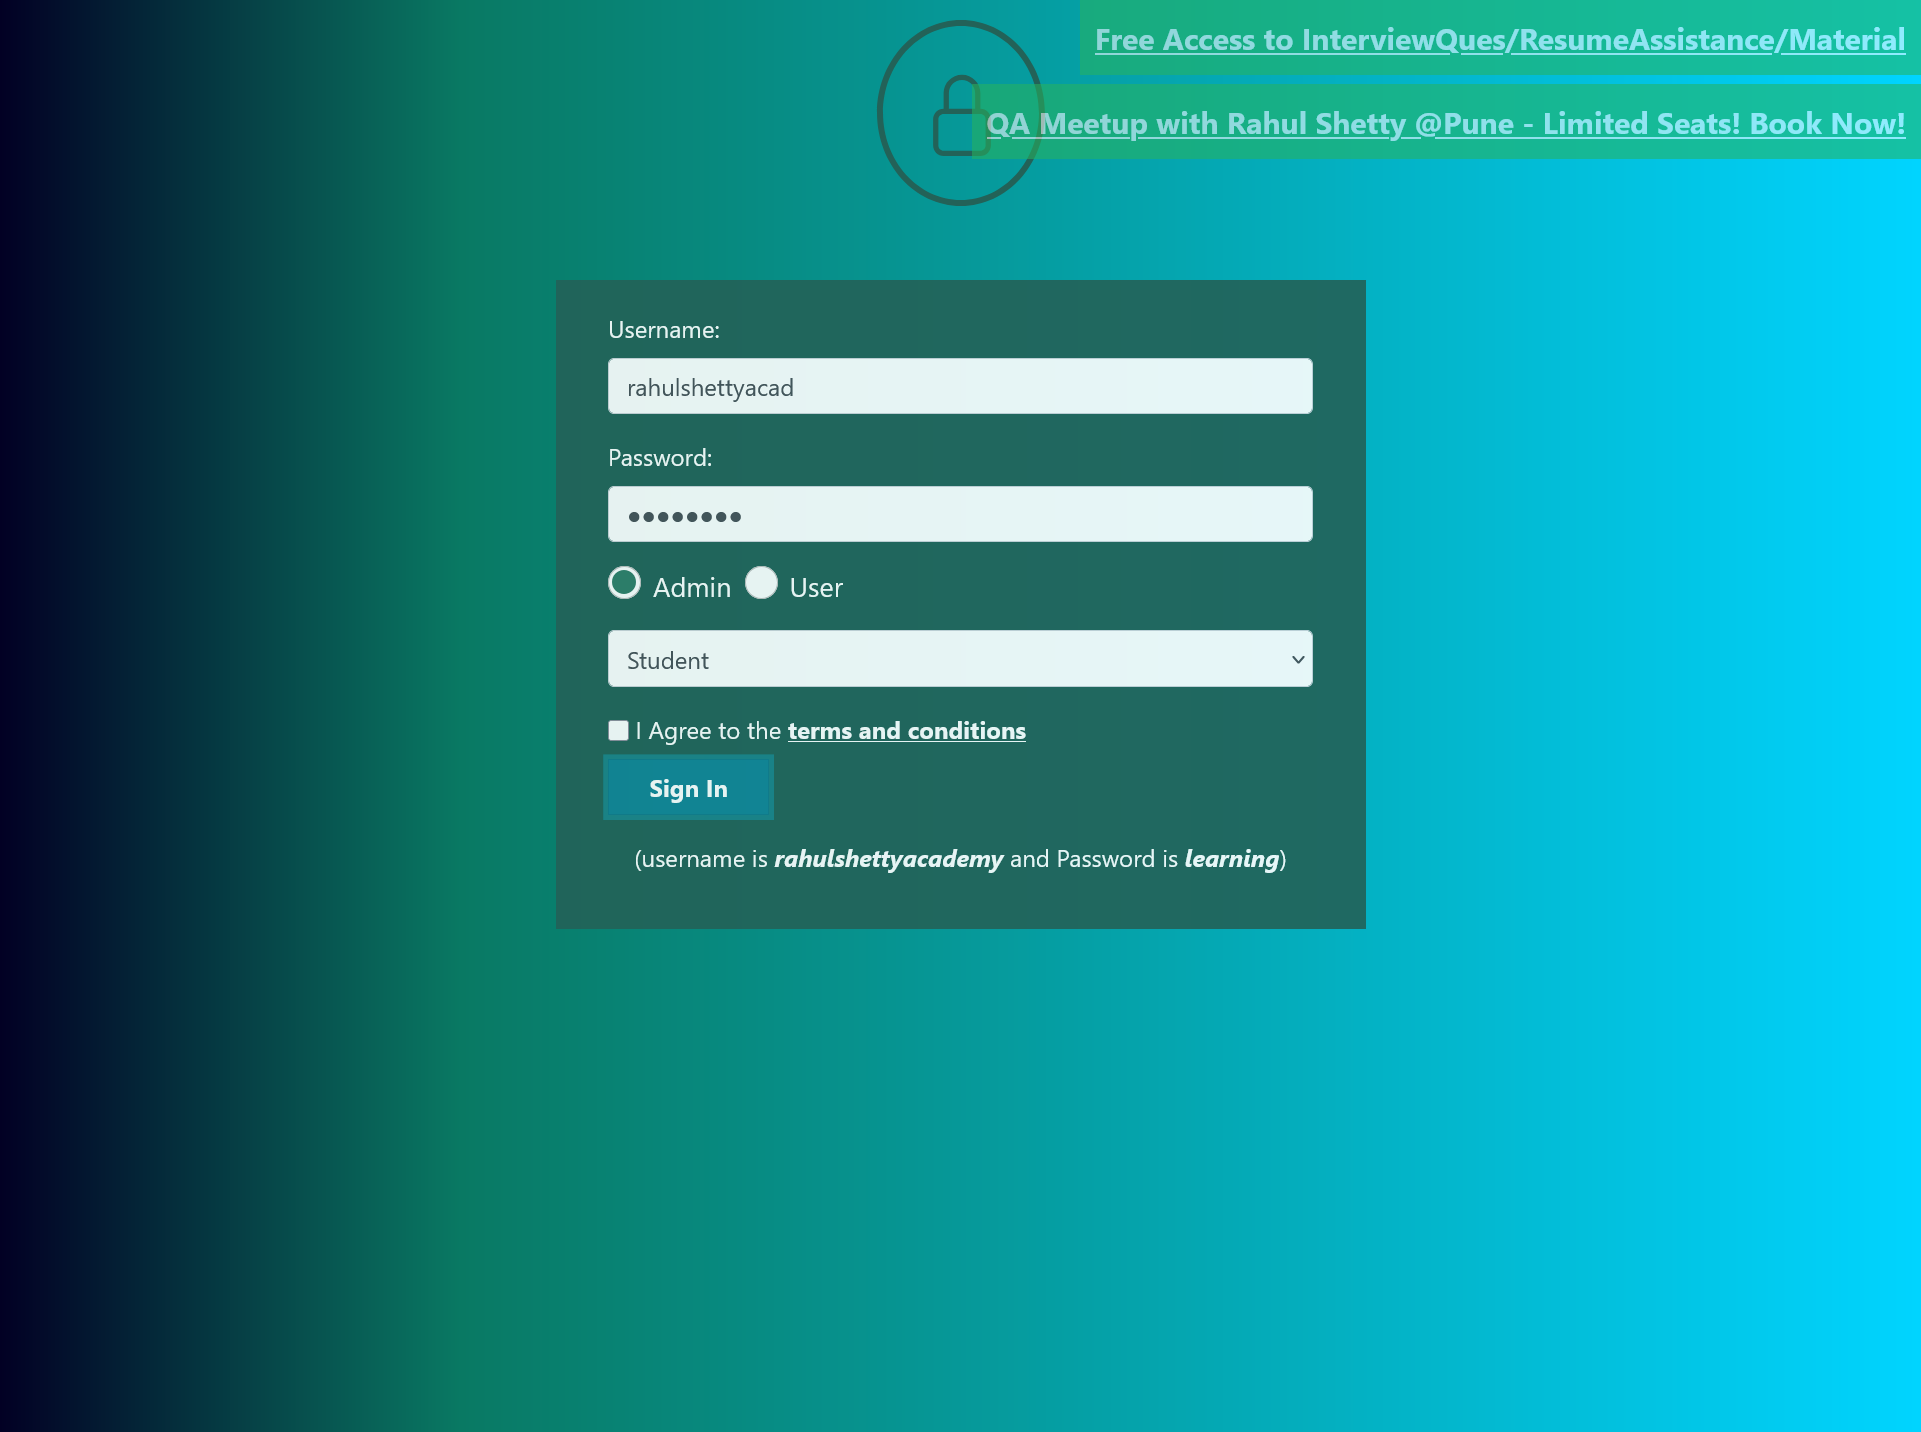 Free Access to InterviewQues/ResumeAssistance/Material
QA Meetup with Rahul Shetty @Pune - Limited Seats! Book Now!
Username:
rahulshettyacad
Password:
••••••••
Admin User
Student
I Agree to the terms and conditions
Sign In
(username is rahulshettyacademy and Password is learning)